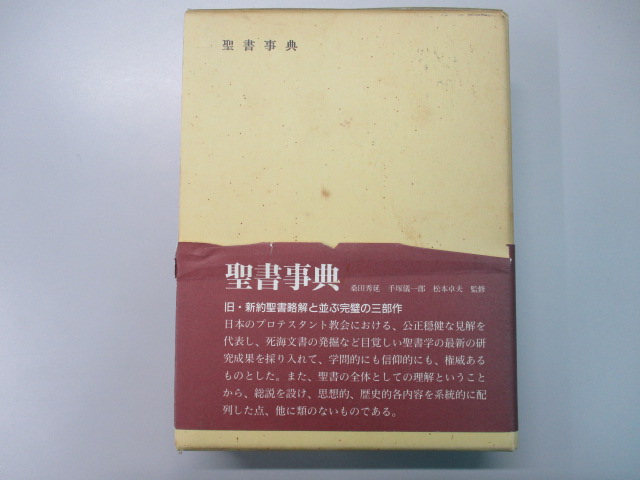 聖書事典
聖書事典 桑田秀延 手塚儀一郎 松本卓夫 監修
旧・新約聖書略解と並ぶ完璧の三部作
日本のプロテスタント教会における、公正穏健な見解を
代表し、死海文書の発掘など目覚しい聖書学の最新の研
究成果を採り入れて、学問的にも信仰的にも、権威ある
ものとした。また、聖書の全体としての理解ということ
から、総説を設け、思想的、歴史的各内容を系統的に配
列した点、他に類のないものである。